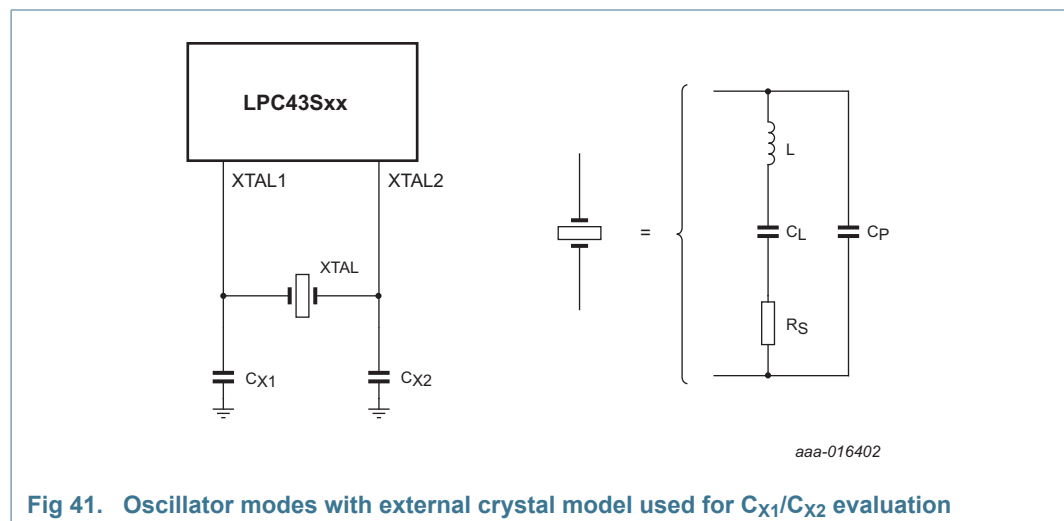 LPC43Sxx
XTAL1
XTAL2
XTAL
CX1
CX2
=
L
CL
CP
RS
aaa-016402
Fig 41. Oscillator modes with external crystal model used for CX1/CX2 evaluation